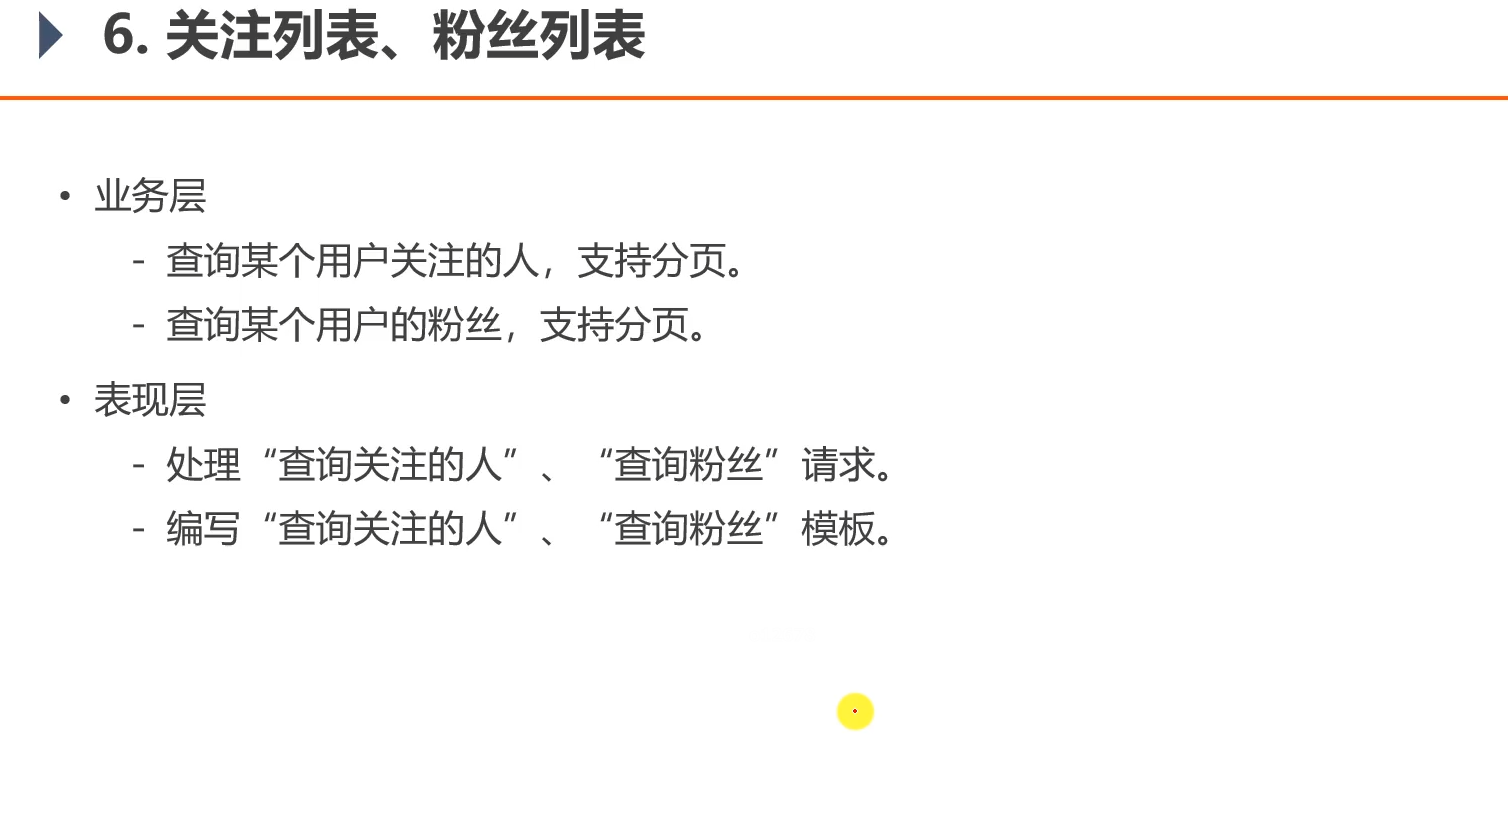 6. 关注列表、粉丝列表
• 业务层
- 查询某个用户关注的人，支持分页。
- 查询某个用户的粉丝，支持分页。
• 表现层
- 处理“查询关注的人”、“查询粉丝”请求。
- 编写“查询关注的人”、“查询粉丝”模板。